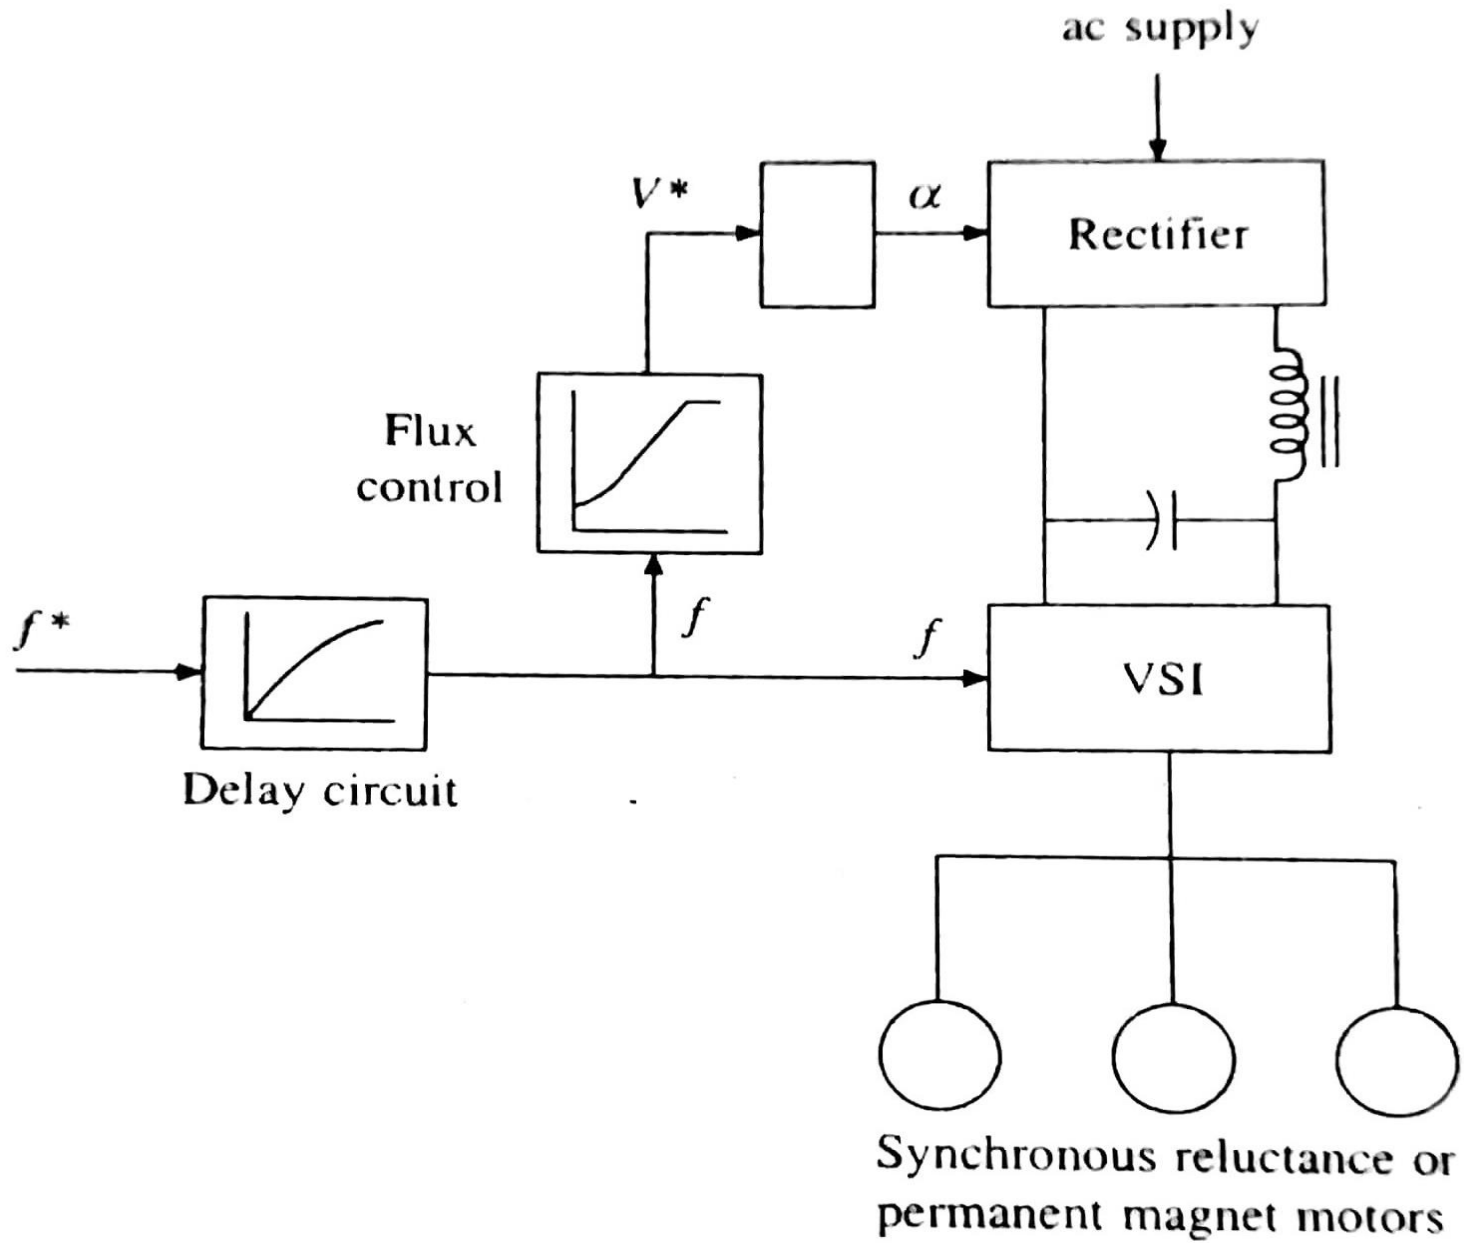 ac supply
V*
α
Rectifier
Flux
control
f*
f
f
VSI
Delay circuit
Synchronous reluctance or
permanent magnet motors